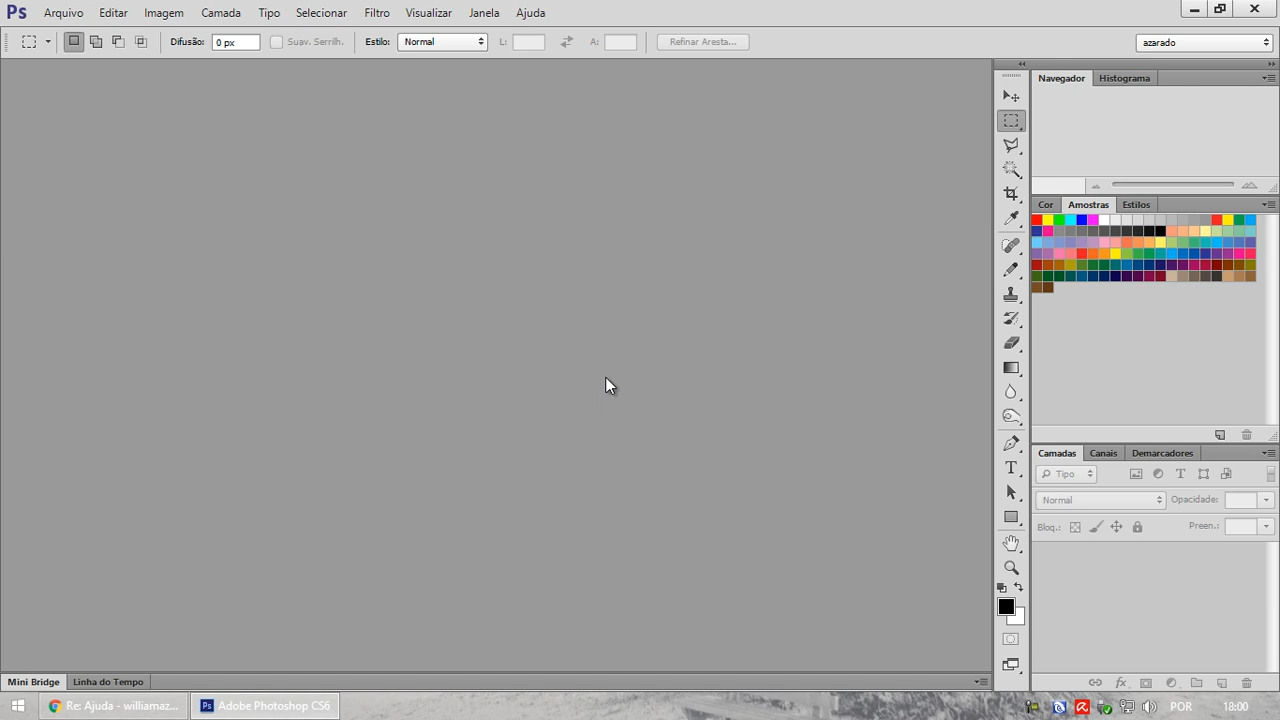 Ps Arquivo Editar Imagem Camada Tipo Selecionar Filtro Visualizar Janela Ajuda
Difusão: 0 px Suav. Serrilh. Estilo: Normal L: A: Refinar Aresta... azarado
Navegador Histograma
Cor Amostras Estilos
Camadas Canais Demarcadores
Tipo
Normal Opacidade:
Bloq.: Preen.:
Mini Bridge Linha do Tempo
Re: Ajuda - williamaz... Ps Adobe Photoshop CS6 POR 18:00